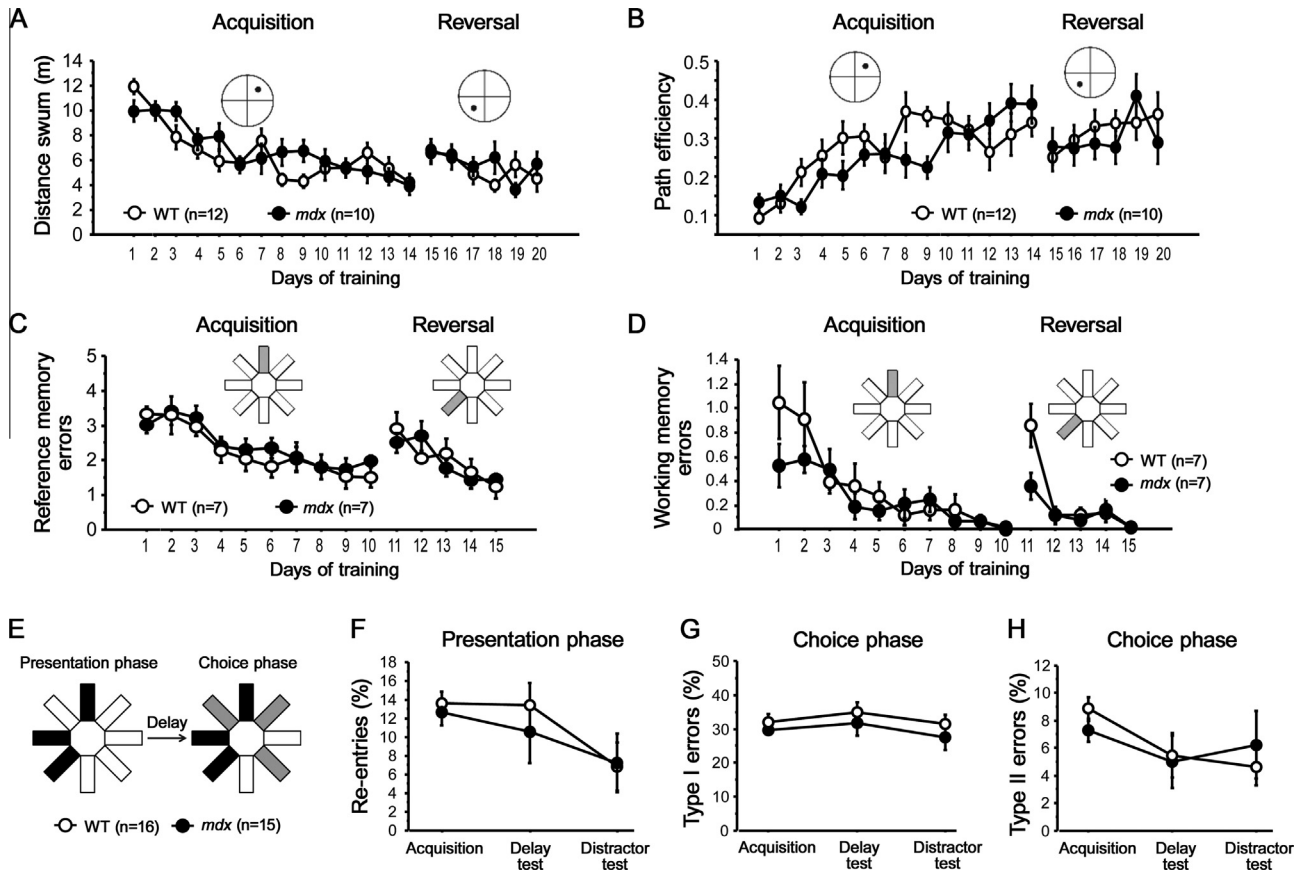 A
Acquisition
Reversal
Distance swum (m)
14
12
10
8
6
4
2
0
WT (n=12)
mdx (n=10)
1 2 3 4 5 6 7 8 9 10 11 12 13 14 15 16 17 18 19 20
Days of training
B
Acquisition
Reversal
Path efficiency
0.5
0.4
0.3
0.2
0.1
WT (n=12)
mdx (n=10)
1 2 3 4 5 6 7 8 9 10 11 12 13 14 15 16 17 18 19 20
Days of training
C
Acquisition
Reversal
Reference memory
errors
5
4
3
2
1
0
WT (n=7)
mdx (n=7)
1 2 3 4 5 6 7 8 9 10 11 12 13 14 15
Days of training
D
Acquisition
Reversal
Working memory
errors
1.4
1.2
1.0
0.8
0.6
0.4
0.2
0
WT (n=7)
mdx (n=7)
1 2 3 4 5 6 7 8 9 10 11 12 13 14 15
Days of training
E
Presentation phase
Choice phase
Delay
WT (n=16)
mdx (n=15)
F
Presentation phase
Re-entries (%)
18
16
14
12
10
8
6
4
2
0
Acquisition
Delay
test
Distractor
test
G
Choice phase
Type I errors (%)
50
40
30
20
10
0
Acquisition
Delay
test
Distractor
test
H
Choice phase
Type II errors (%)
12
10
8
6
4
2
0
Acquisition
Delay
test
Distractor
test